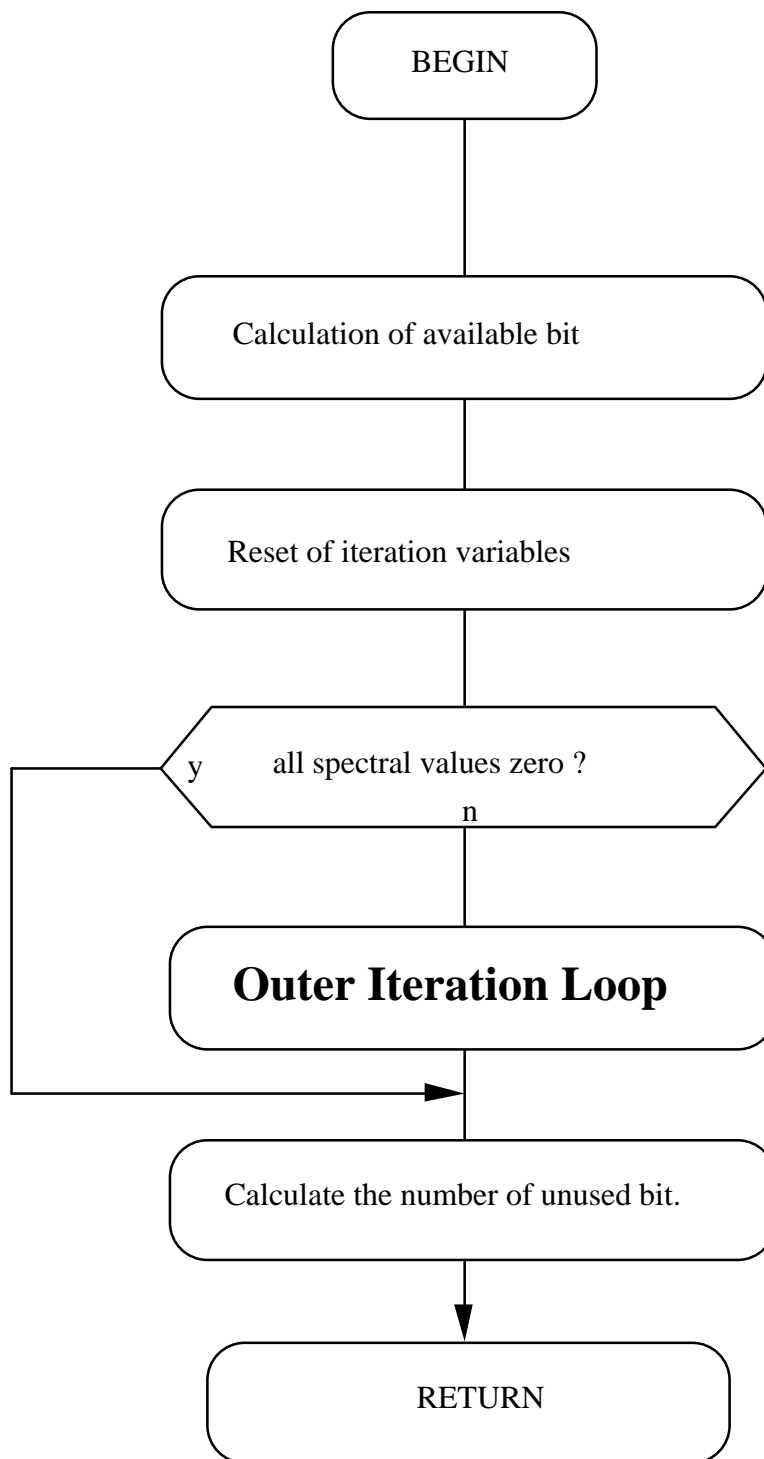 BEGIN
Calculation of available bit
Reset of iteration variables
y all spectral values zero ?
n
Outer Iteration Loop
Calculate the number of unused bit.
RETURN